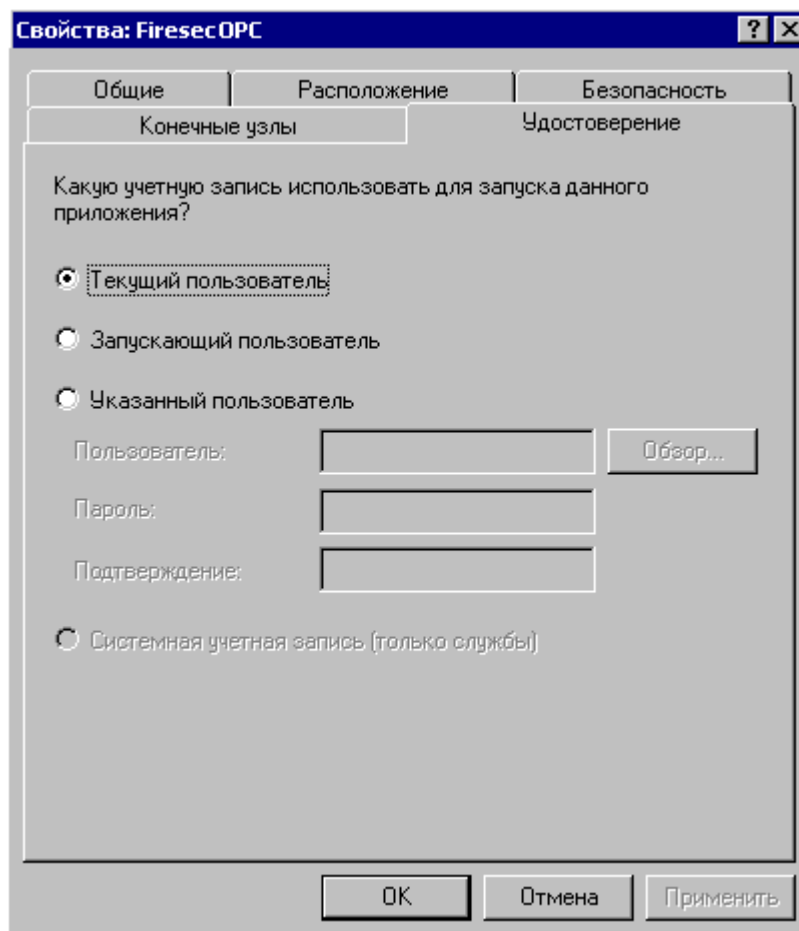 Свойства: FiresecOPC
Общие
Расположение
Безопасность
Конечные узлы
Удостоверение
Какую учетную запись использовать для запуска данного
приложения?
Текущий пользователь
Запускающий пользователь
Указанный пользователь
Пользователь:
Обзор...
Пароль:
Подтверждение:
Системная учетная запись (только службы)
OK
Отмена
Применить